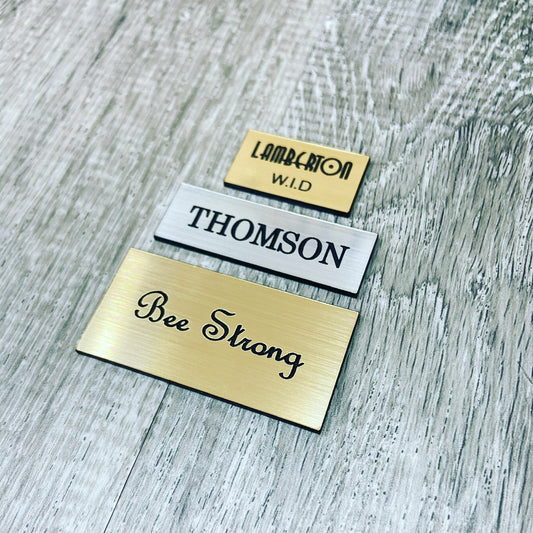 LAMBERTON
W.I.D
THOMSON
Bee Strong